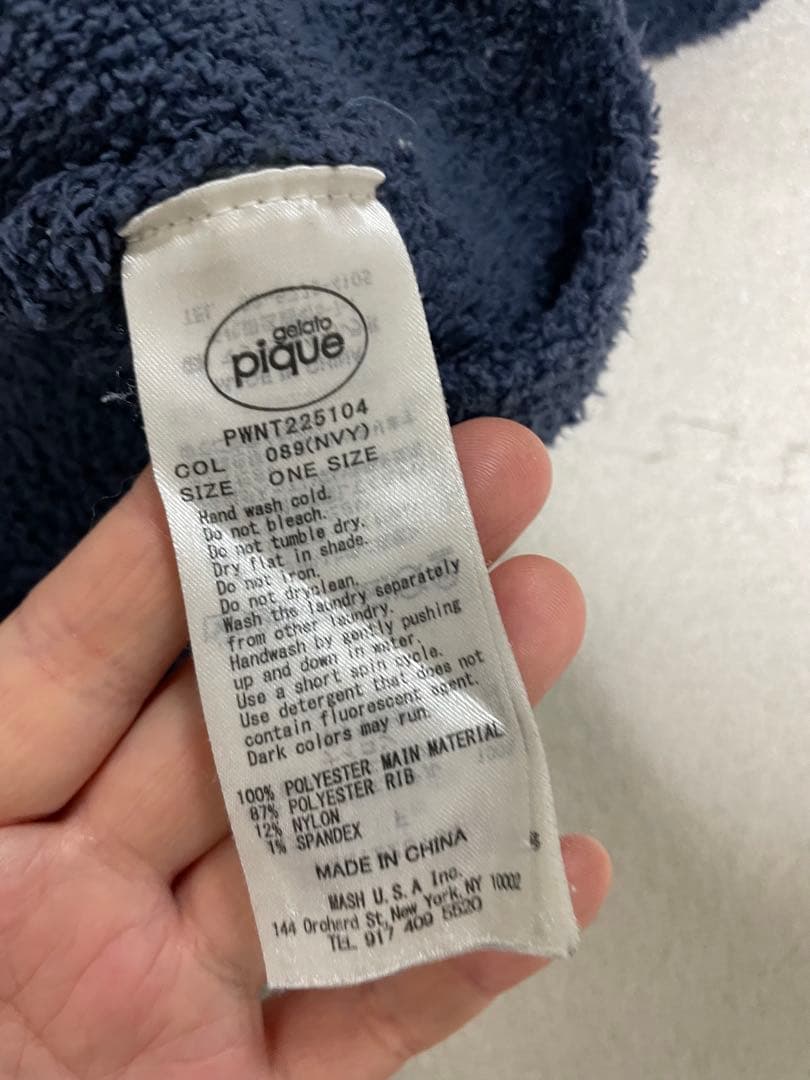 gelato
pique
PWNT225104
COL 089(NVY)
SIZE ONE SIZE
Hand wash cold.
Do not bleach.
Do not tumble dry.
Dry flat in shade.
Do not iron.
Do not dryclean.
Wash the laundry separately
from other laundry.
Handwash by gently pushing
up and down in water.
Use a short spin cycle.
Use detergent that does not
contain fluorescent agent.
Dark colors may run.
100% POLYESTER MAIN MATERIAL
87% POLYESTER RIB
12% NYLON
1% SPANDEX
MADE IN CHINA
MASH U.S.A Inc.
144 Orchard St, New York, NY 10002
TEL 917 409 5520